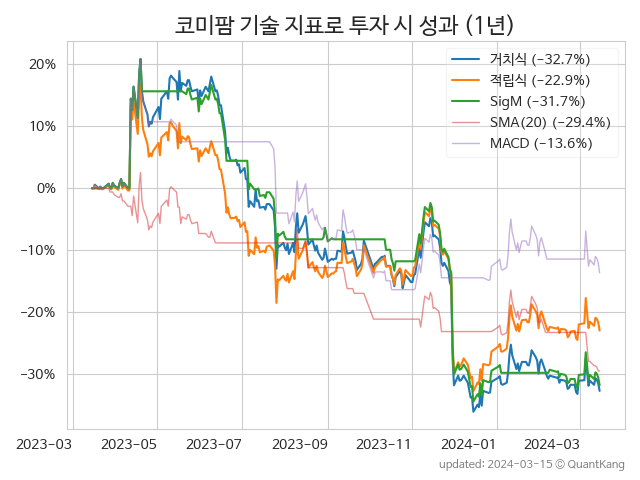 코미팜 기술 지표로 투자 시 성과 (1년)
20%
10%
0%
−10%
−20%
−30%
거치식 (−32.7%)
적립식 (−22.9%)
SigM (−31.7%)
SMA(20) (−29.4%)
MACD (−13.6%)
2023-03
2023-05
2023-07
2023-09
2023-11
2024-01
2024-03
updated: 2024-03-15 © QuantKang